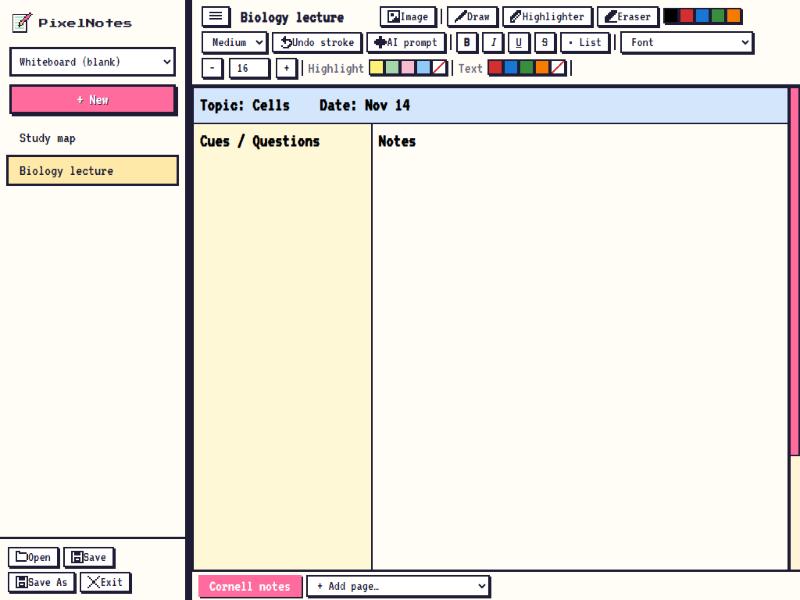 PixelNotes
Whiteboard (blank)
+ New
Study map
Biology lecture
Open
Save
Save As
Exit
Biology lecture
Image
Draw
Highlighter
Eraser
Medium
Undo stroke
AI prompt
B
I
U
S
• List
Font
-
16
+
Highlight
Text
Topic: Cells Date: Nov 14
Cues / Questions
Notes
Cornell notes
+ Add page…